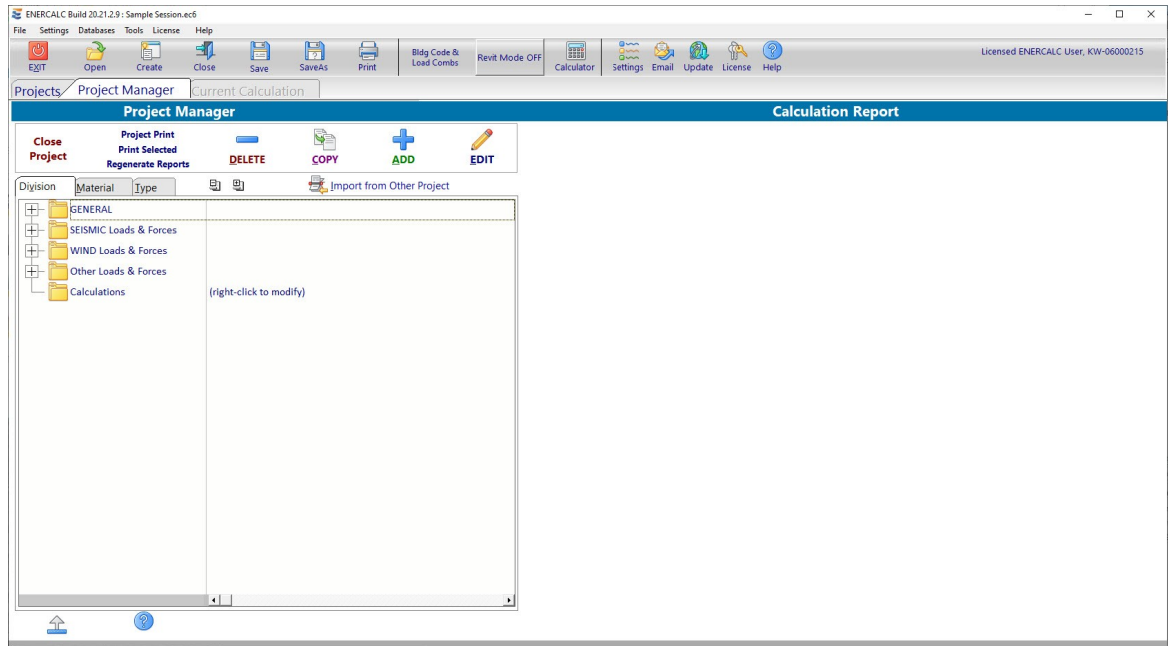 ENERCALC Build 20.21.2.9 : Sample Session.ec6
File Settings Databases Tools License Help
EXIT Open Create Close Save SaveAs Print Bldg Code & Load Combs Revit Mode OFF Calculator Settings Email Update License Help Licensed ENERCALC User, KW-06000215
Projects Project Manager Current Calculation
Project Manager Calculation Report
Close Project
Project Print
Print Selected
Regenerate Reports
DELETE COPY ADD EDIT
Division Material Type Import from Other Project
GENERAL
SEISMIC Loads & Forces
WIND Loads & Forces
Other Loads & Forces
Calculations (right-click to modify)